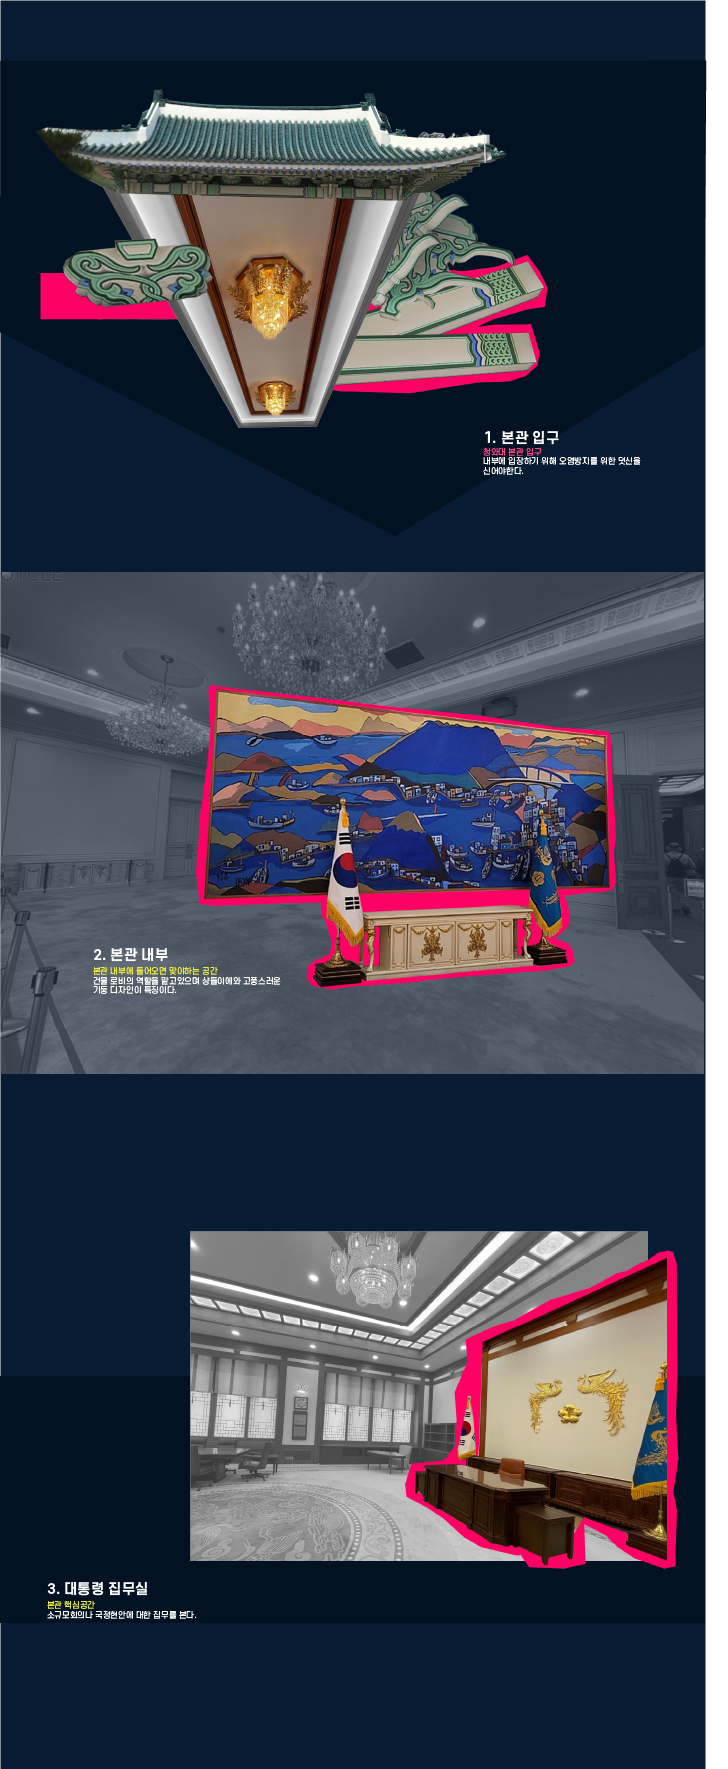 1. 본관 입구
청와대 본관 입구
내부에 입장하기 위해 오염방지를 위한 덧신을
신어야한다.
2. 본관 내부
본관 내부에 들어오면 맞이하는 공간
건물 로비의 역할을 맡고있으며 샹들이에와 고풍스러운
기둥 디자인이 특징이다.
3. 대통령 집무실
본관 핵심공간
소규모회의나 국정현안에 대한 집무를 본다.